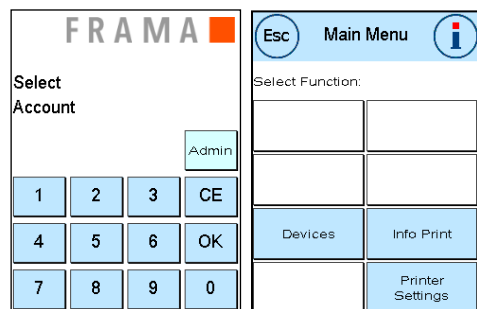 FRAMA
Select
Account
Admin
1 2 3 CE
4 5 6 OK
7 8 9 0
Esc Main Menu i
Select Function:
Devices Info Print
Printer
Settings